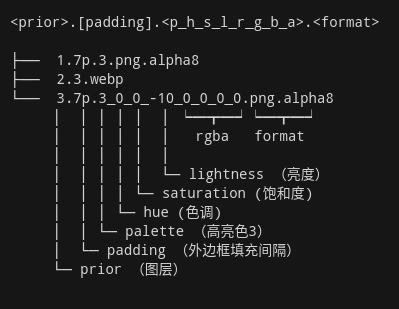 <prior>.[padding].<p_h_s_l_r_g_b_a>.<format>
├──  1.7p.3.png.alpha8
├──  2.3.webp
└──  3.7p.3_0_0_-10_0_0_0_0.png.alpha8
rgba   format
lightness （亮度）
saturation (饱和度)
hue (色调)
palette （高亮色3）
padding （外边框填充间隔）
prior （图层）